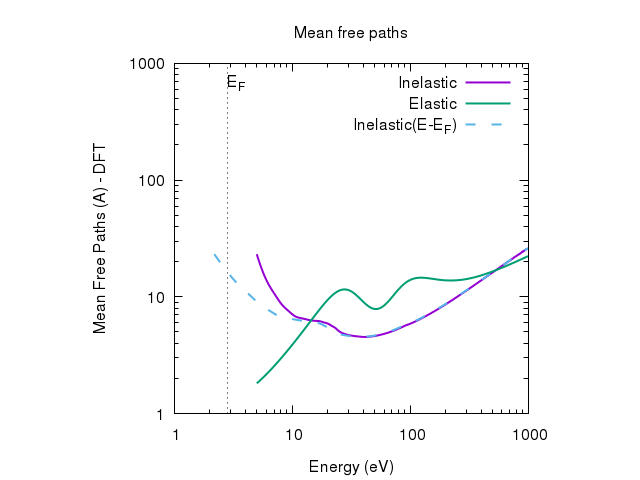 Mean free paths
1000
100
10
1
Mean Free Paths (A) - DFT
E_F
Inelastic
Elastic
Inelastic(E-E_F)
1 10 100 1000
Energy (eV)